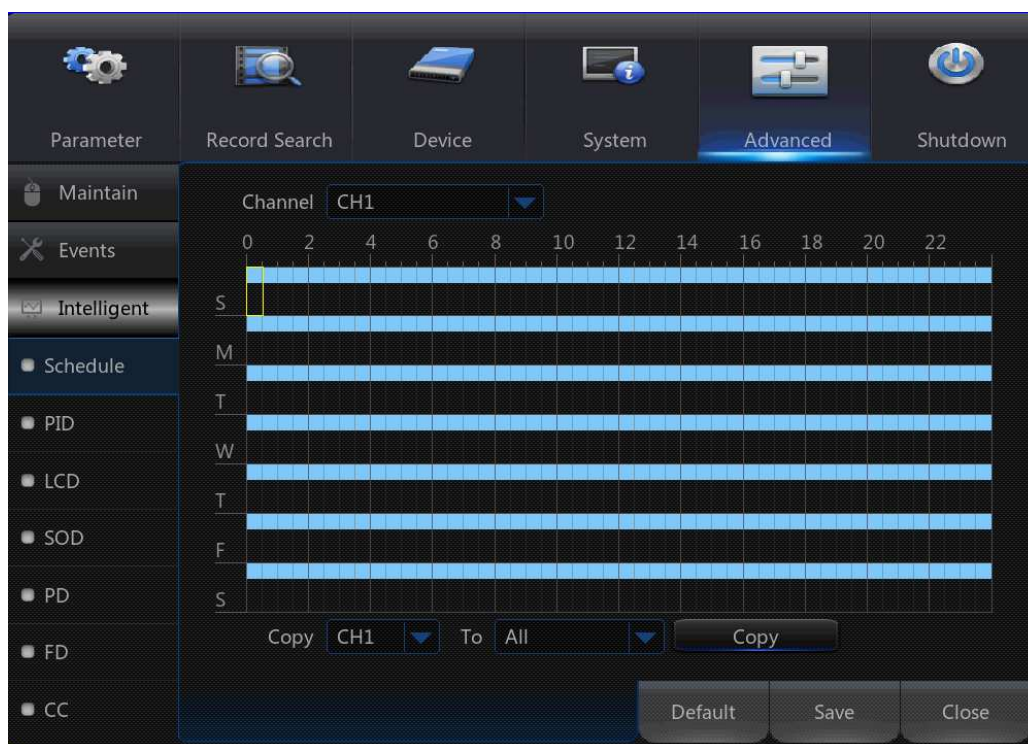 Parameter Record Search Device System Advanced Shutdown
Maintain
Channel CH1
Events
0 2 4 6 8 10 12 14 16 18 20 22
Intelligent
S
M
Schedule
T
PID
W
LCD
T
SOD
F
PD
S
Copy CH1 To All Copy
FD
CC
Default Save Close